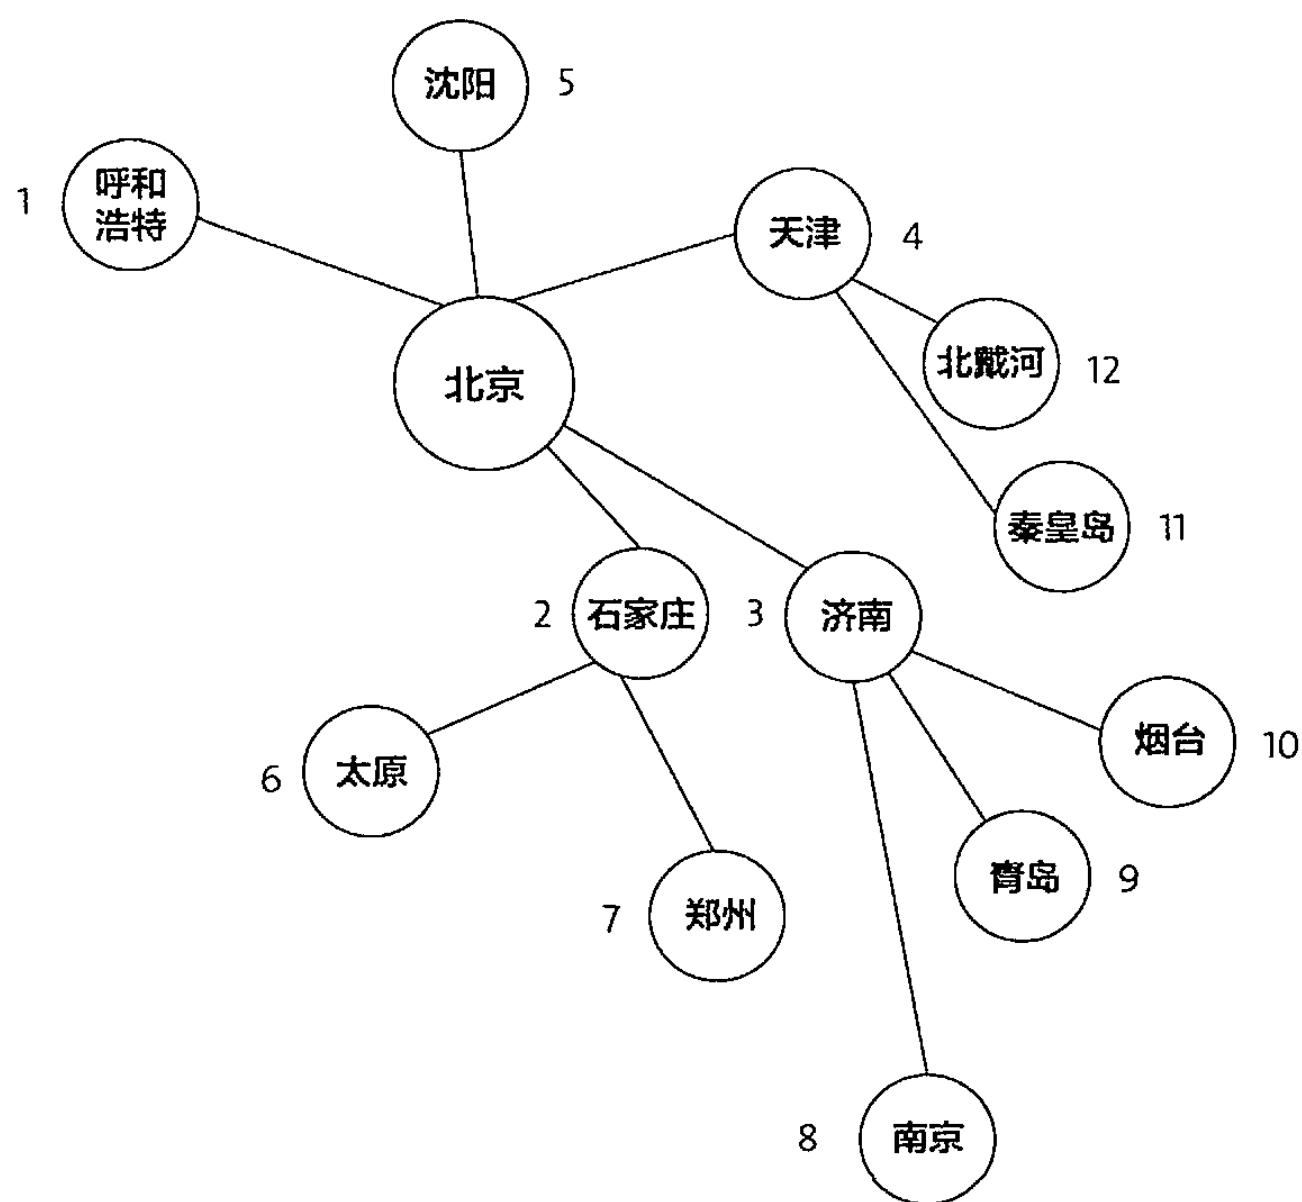 沈阳 5
1 呼和
浩特
天津 4
北京
北戴河 12
秦皇岛 11
2 石家庄
3 济南
6 太原
烟台 10
青岛 9
7 郑州
8 南京